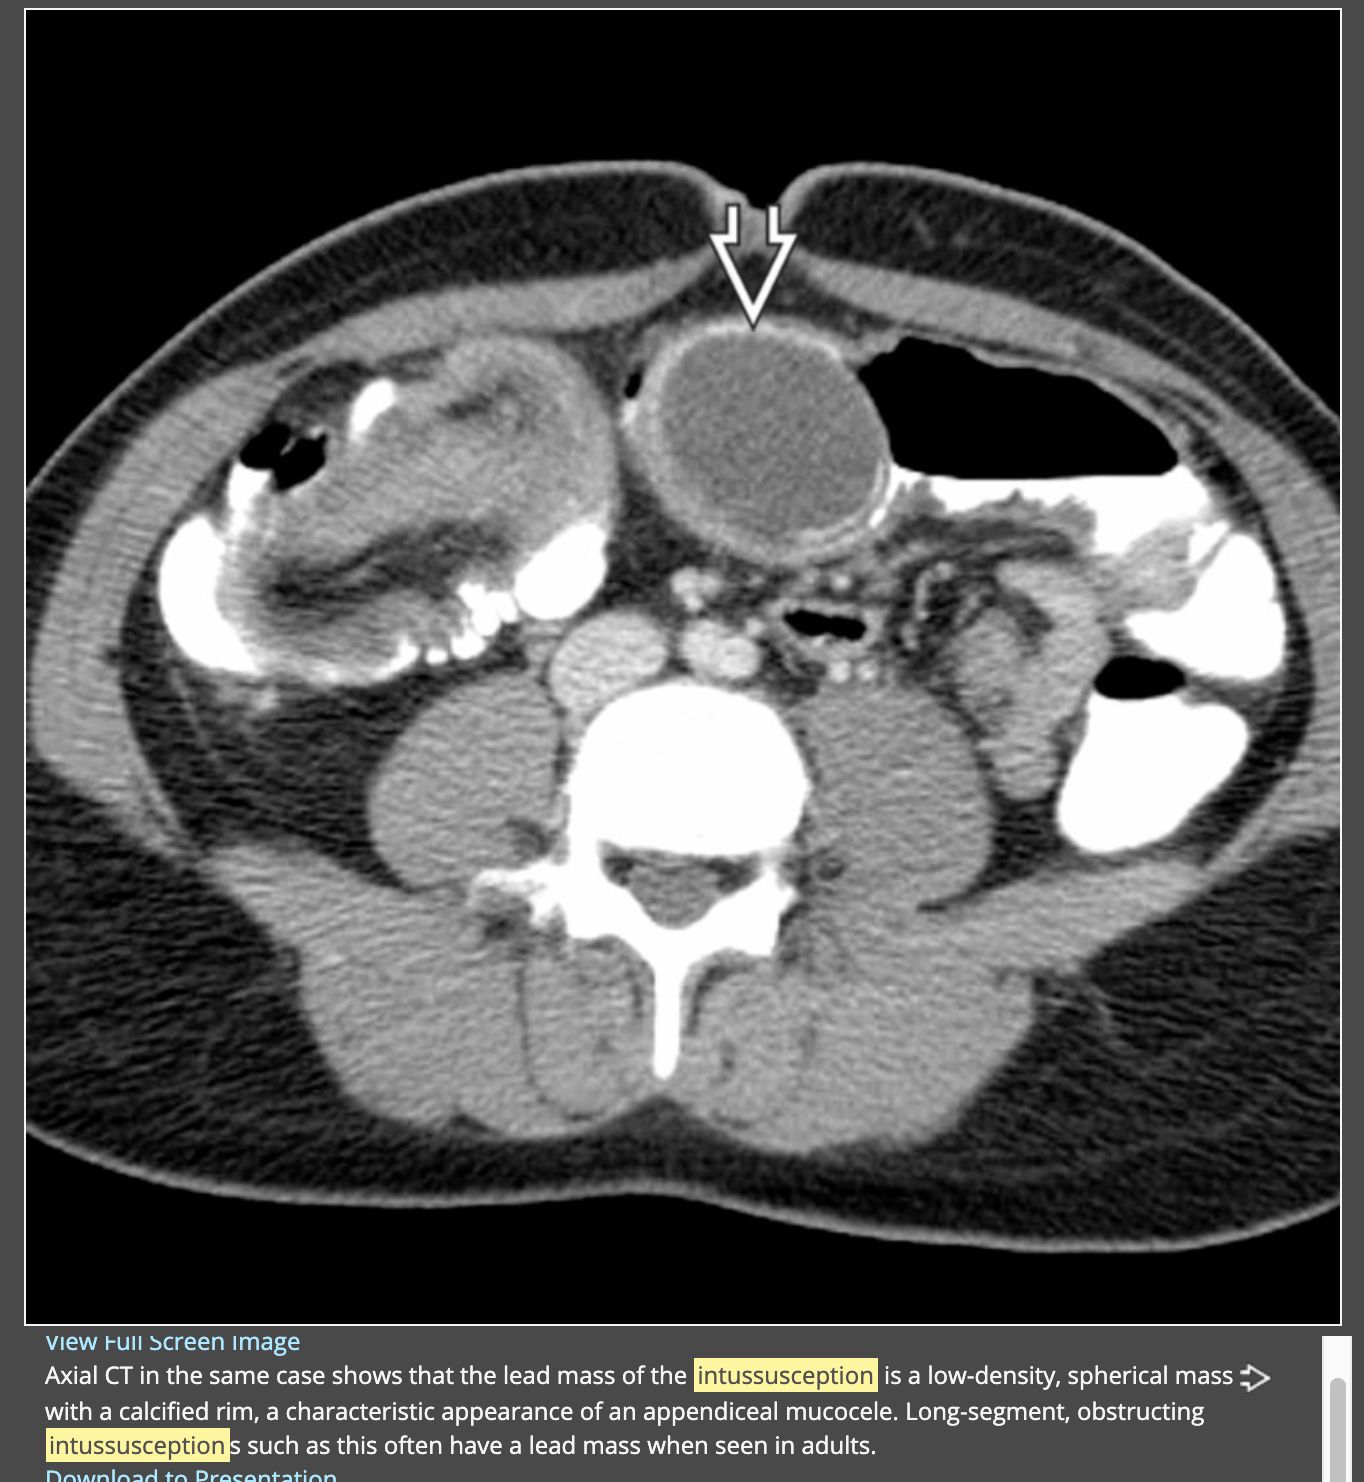 View Full Screen Image
Axial CT in the same case shows that the lead mass of the intussusception is a low-density, spherical mass
with a calcified rim, a characteristic appearance of an appendiceal mucocele. Long-segment, obstructing
intussusceptions such as this often have a lead mass when seen in adults.
Download to Presentation